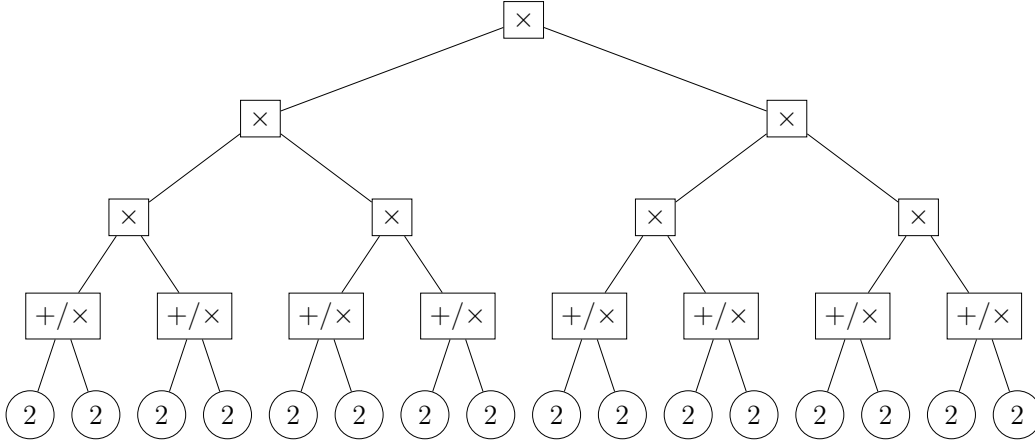 ×
× ×
× × × ×
+/× +/× +/× +/× +/× +/× +/× +/×
2 2 2 2 2 2 2 2 2 2 2 2 2 2 2 2